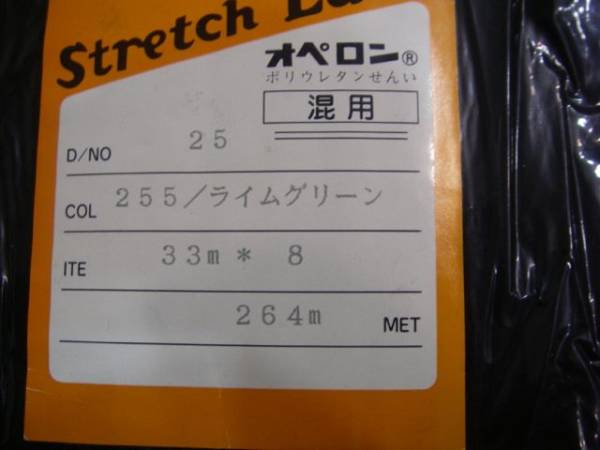 Stretch
オペロン®
ポリウレタンせんい
混用
D/NO 25
COL 255/ライムグリーン
ITE 33m* 8
264m MET